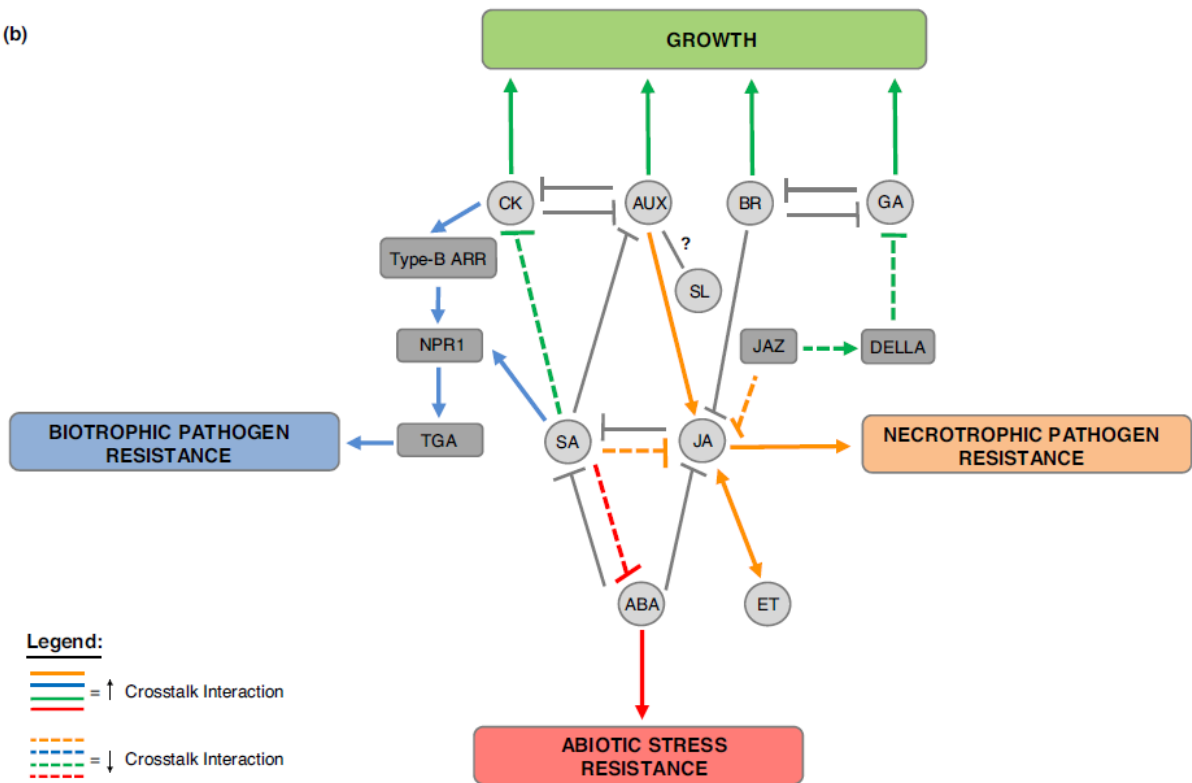 (b)
GROWTH
CK
AUX
BR
GA
?
Type-B ARR
SL
NPR1
JAZ
DELLA
BIOTROPHIC PATHOGEN
RESISTANCE
TGA
SA
JA
NECROTROPHIC PATHOGEN
RESISTANCE
ABA
ET
Legend:
= ↑ Crosstalk Interaction
= ↓ Crosstalk Interaction
ABIOTIC STRESS
RESISTANCE